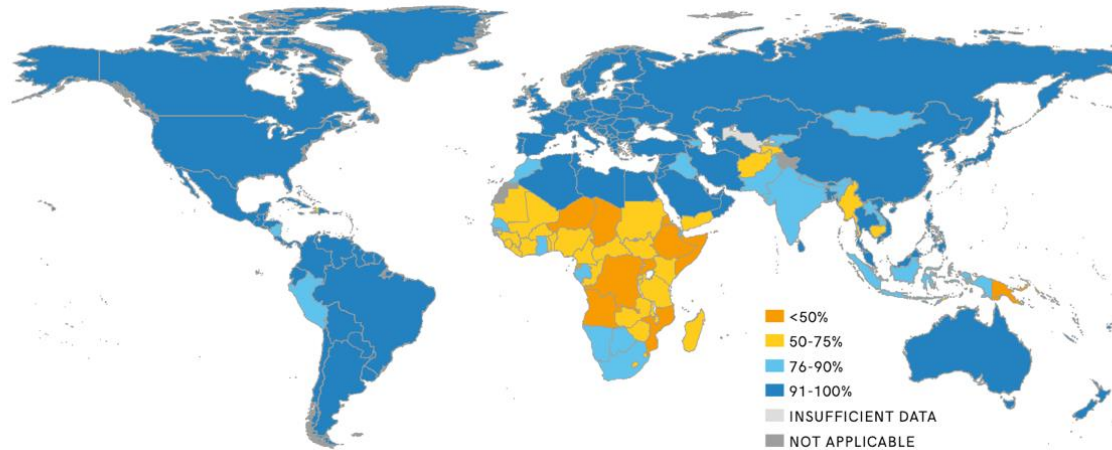 <50%
50-75%
76-90%
91-100%
INSUFFICIENT DATA
NOT APPLICABLE